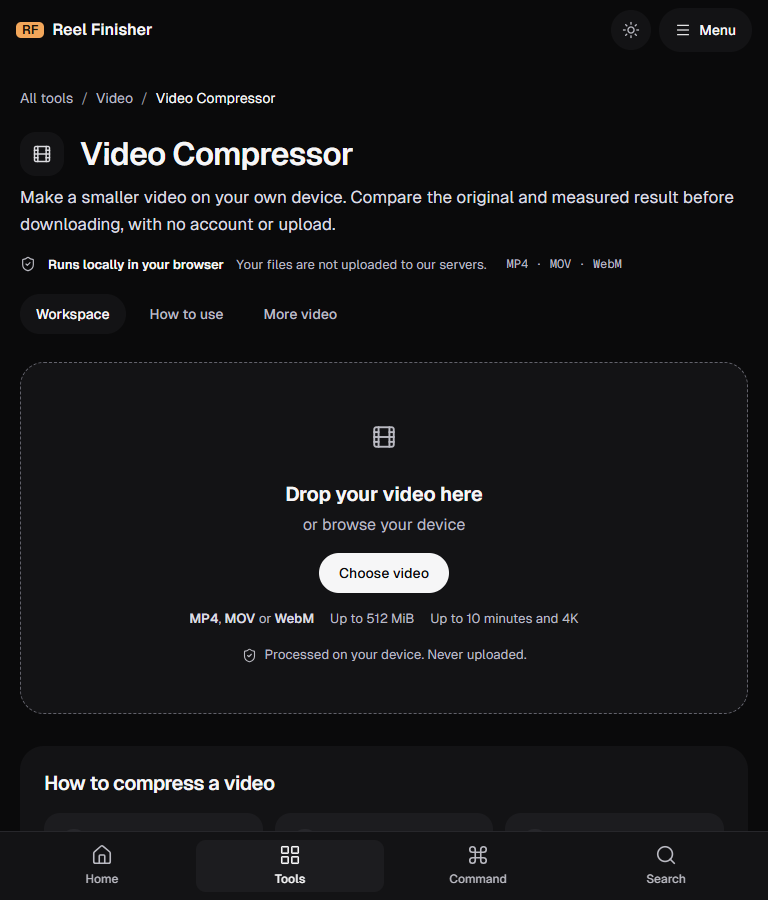 RF Reel Finisher
Menu
All tools / Video / Video Compressor
Video Compressor
Make a smaller video on your own device. Compare the original and measured result before
downloading, with no account or upload.
Runs locally in your browser Your files are not uploaded to our servers. MP4 · MOV · WebM
Workspace How to use More video
Drop your video here
or browse your device
Choose video
MP4, MOV or WebM Up to 512 MiB Up to 10 minutes and 4K
Processed on your device. Never uploaded.
How to compress a video
Home Tools Command Search